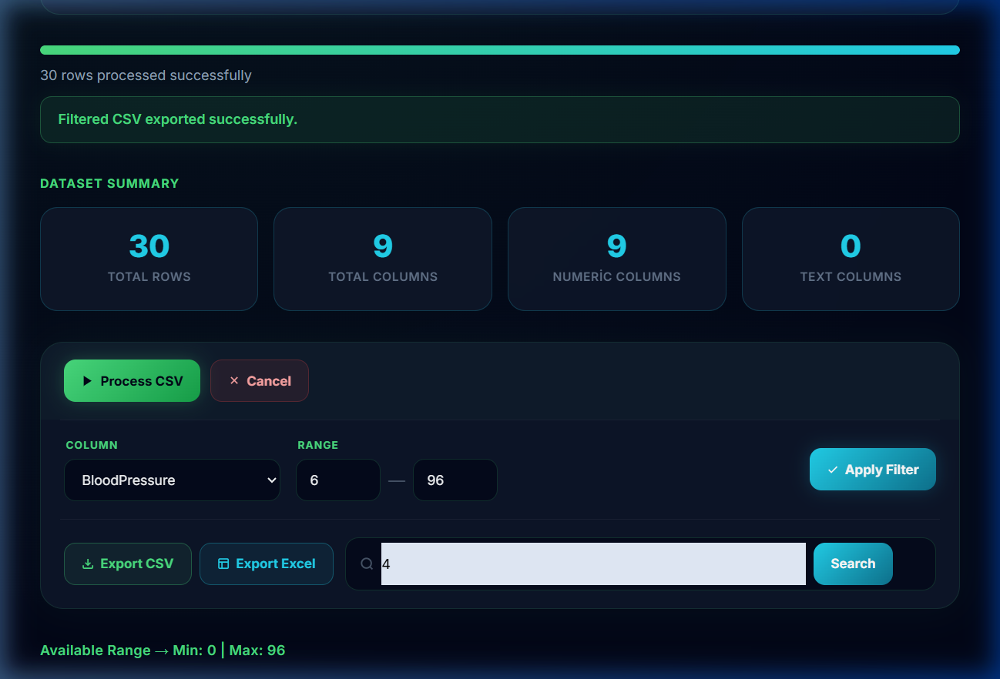 30 rows processed successfully
Filtered CSV exported successfully.
DATASET SUMMARY
30
TOTAL ROWS
9
TOTAL COLUMNS
9
NUMERİC COLUMNS
0
TEXT COLUMNS
Process CSV
Cancel
COLUMN
RANGE
BloodPressure
6 — 96
Apply Filter
Export CSV
Export Excel
4
Search
Available Range → Min: 0 | Max: 96